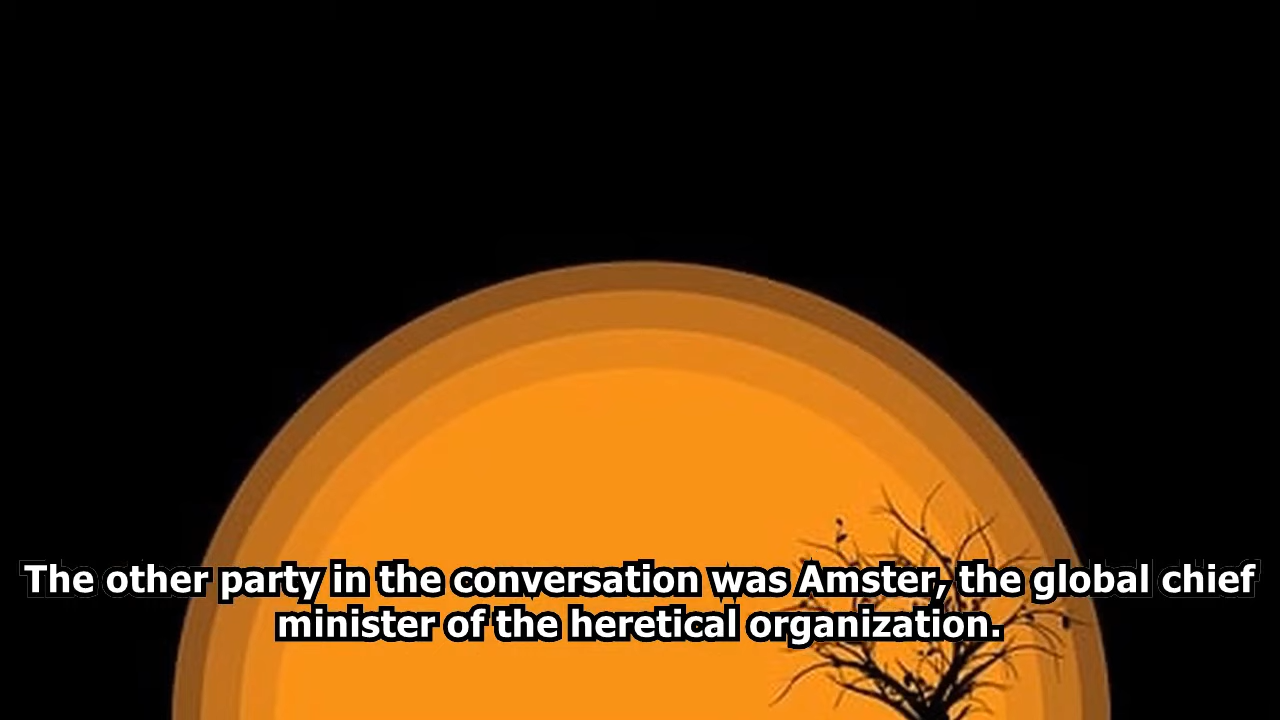 The other party in the conversation was Amster, the global chief
minister of the heretical organization.